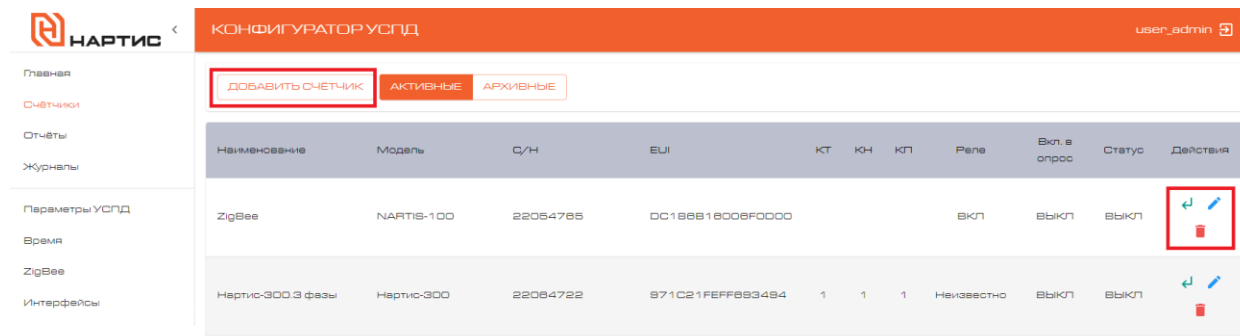 НАРТИС
КОНФИГУРАТОР УСПД
user_admin
Главная
Счётчики
Отчёты
Журналы
Параметры УСПД
Время
ZigBee
Интерфейсы
ДОБАВИТЬ СЧЁТЧИК АКТИВНЫЕ АРХИВНЫЕ
Наименование Модель С/Н EUI КТ КН КП Реле Вкл. в опрос Статус Действия
ZigBee NARTIS-100 22054765 DC1B6B16006F0D00 ВКЛ ВЫКЛ ВЫКЛ
Нартис-300.3 фазы Нартис-300 22064722 971C21FEFF693494 1 1 1 Неизвестно ВЫКЛ ВЫКЛ